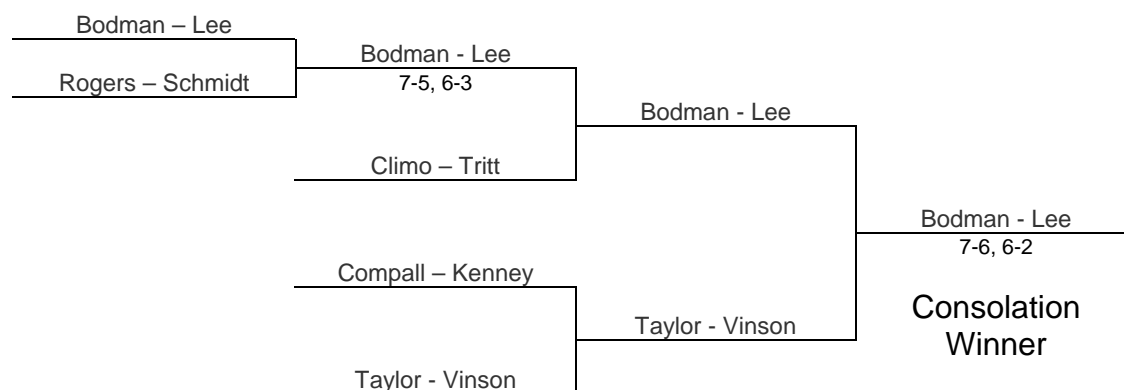 Bodman – Lee
Bodman - Lee
Rogers – Schmidt
7-5, 6-3
Bodman - Lee
Climo – Tritt
Bodman - Lee
7-6, 6-2
Compall – Kenney
Consolation
Winner
Taylor - Vinson
Taylor - Vinson